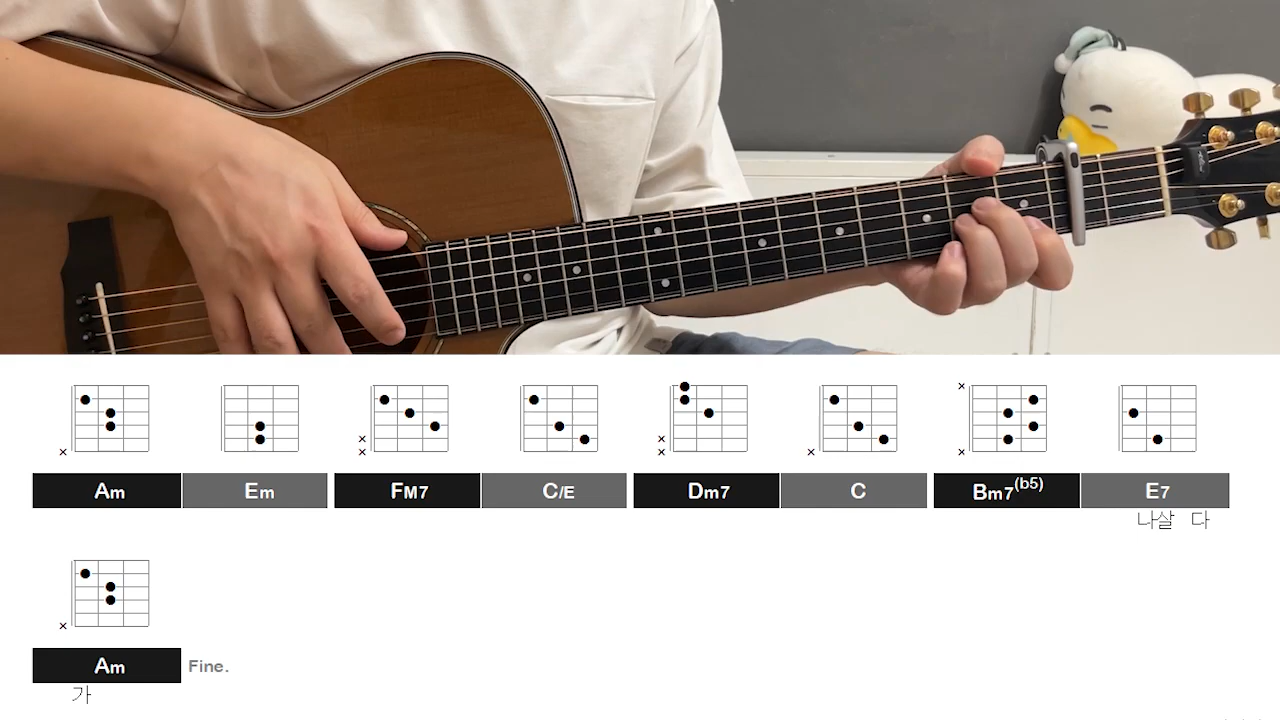 Am Em FM7 C/E Dm7 C Bm7(b5) E7
나살 다
Am Fine.
가